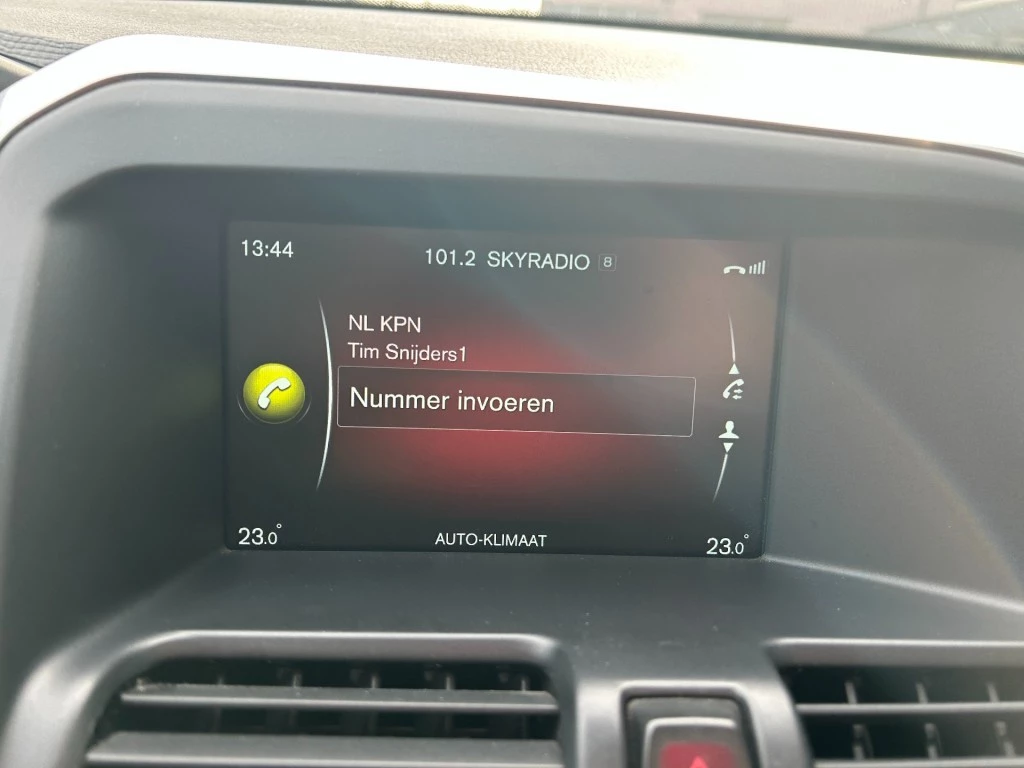 13:44
101.2 SKYRADIO 8
NL KPN
Tim Snijders1
Nummer invoeren
23.0°
AUTO-KLIMAAT
23.0°